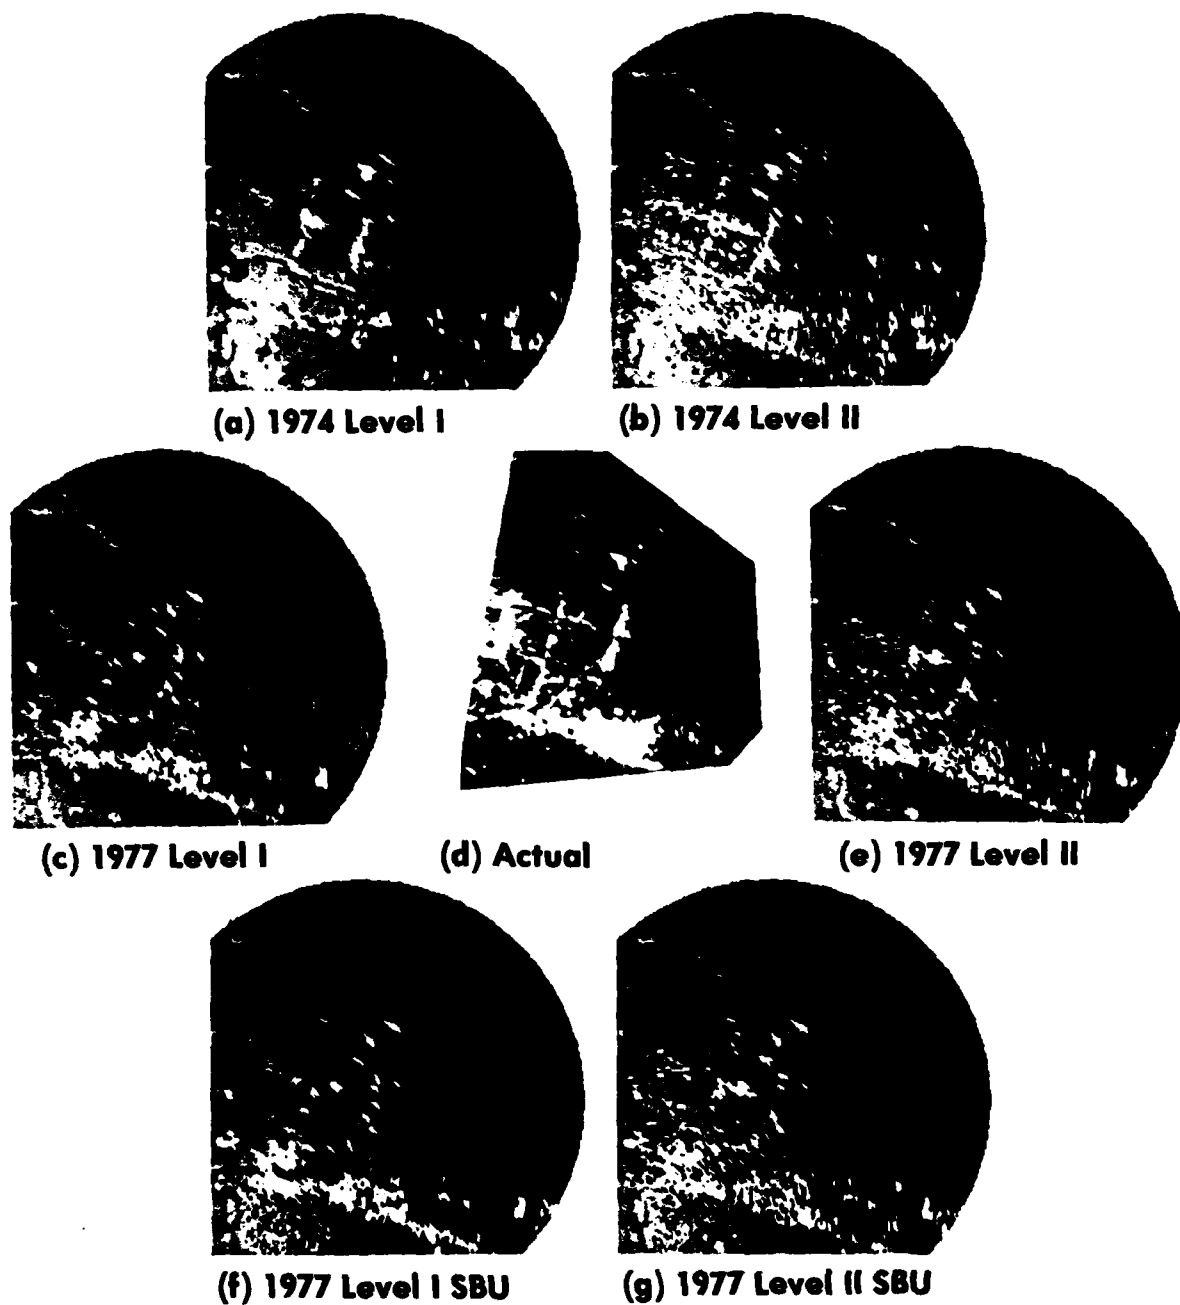 (a) 1974 Level I
(b) 1974 Level II
(c) 1977 Level I
(d) Actual
(e) 1977 Level II
(f) 1977 Level I SBU
(g) 1977 Level II SBU